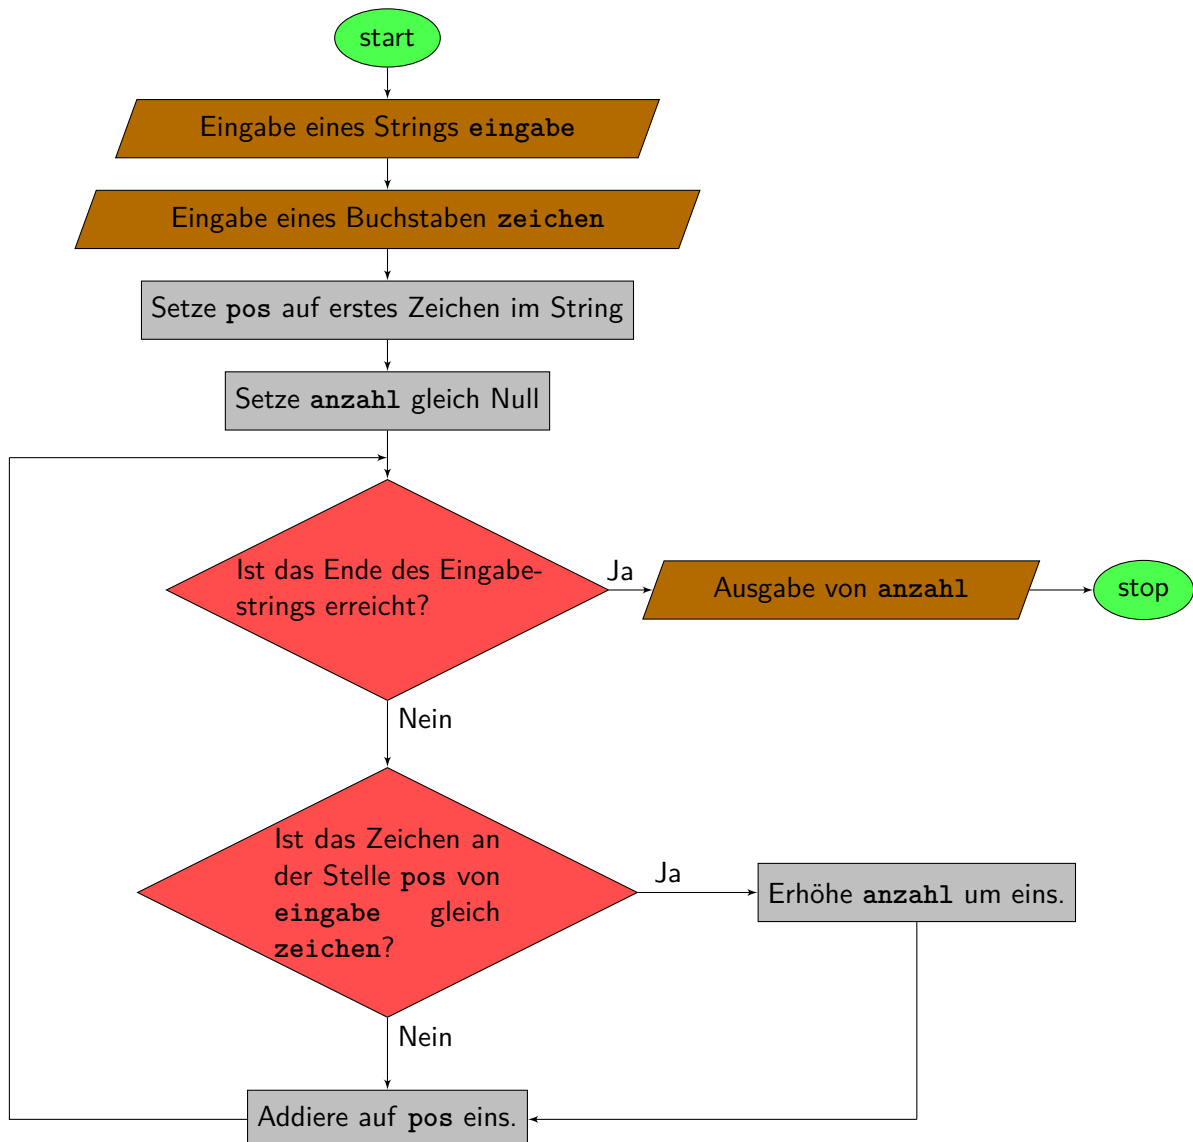 start
Eingabe eines Strings eingabe
Eingabe eines Buchstaben zeichen
Setze pos auf erstes Zeichen im String
Setze anzahl gleich Null
Ist das Ende des Eingabe-
strings erreicht?
Ja
Ausgabe von anzahl
stop
Nein
Ist das Zeichen an
der Stelle pos von
eingabe gleich
zeichen?
Ja
Erhöhe anzahl um eins.
Nein
Addiere auf pos eins.